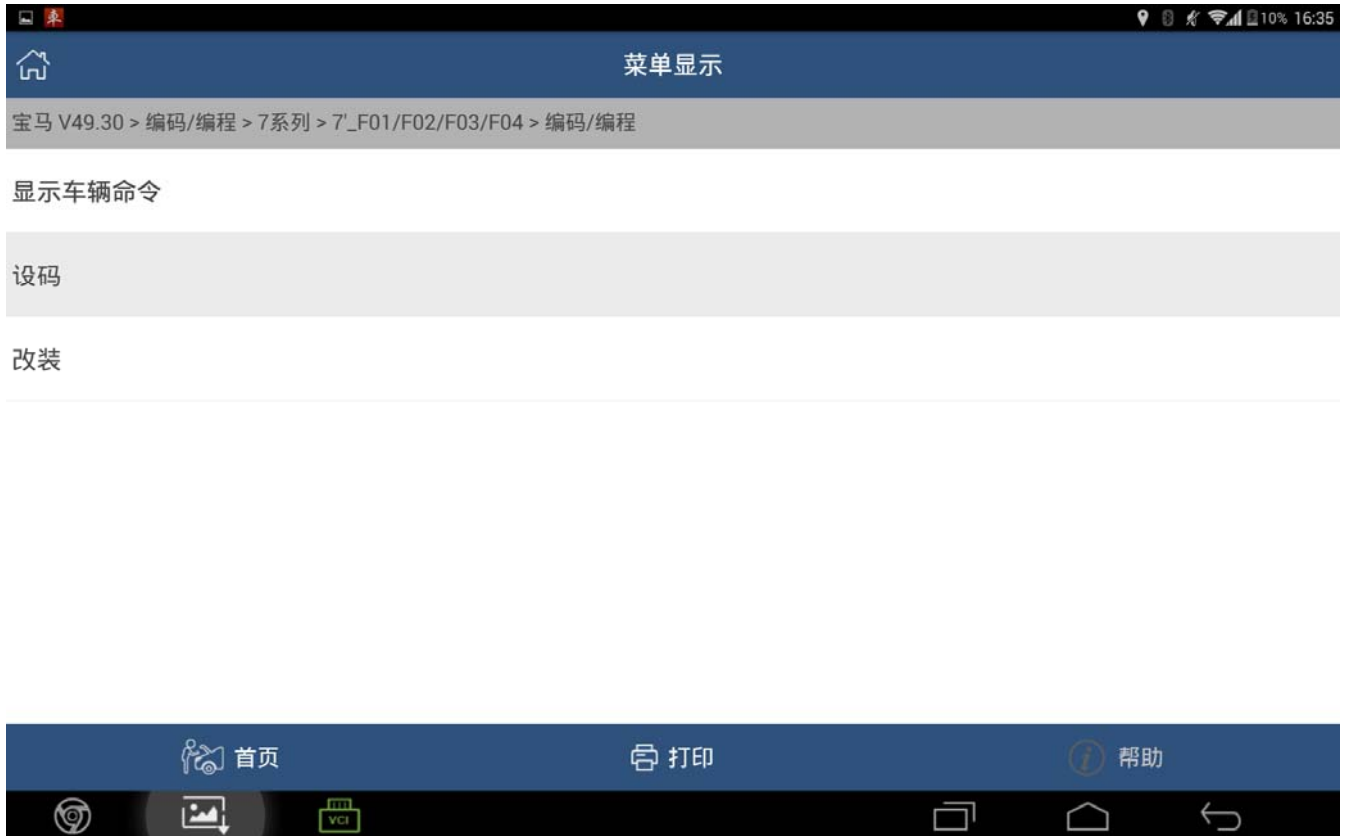 車 10% 16:35
菜单显示
宝马 V49.30 > 编码/编程 > 7系列 > 7'_F01/F02/F03/F04 > 编码/编程
显示车辆命令
设码
改装
首页 打印 i 帮助
VCI